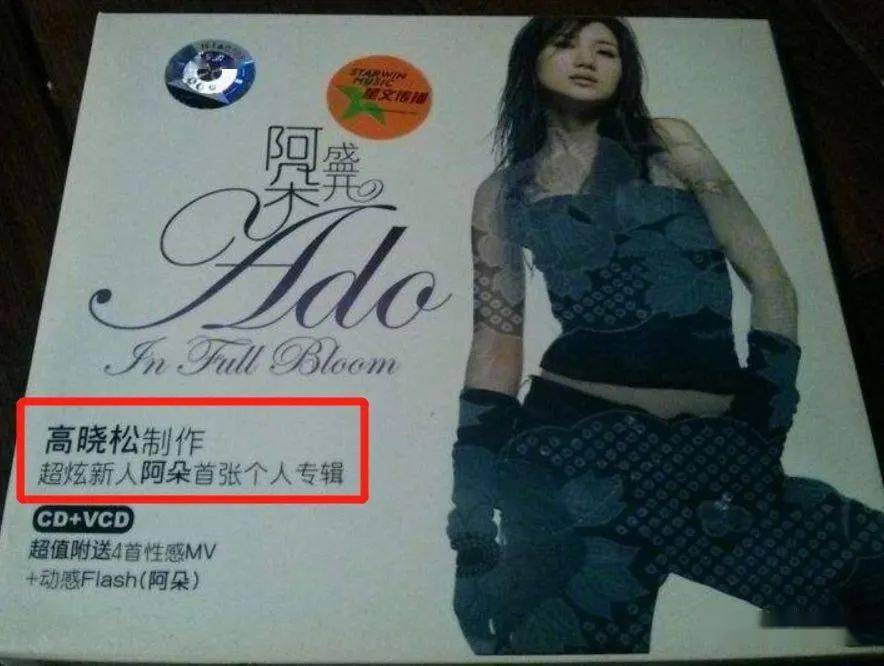 STARWIN
MUSIC
星文传播
阿朵
盛开
Ado
In Full Bloom
高晓松制作
超炫新人阿朵首张个人专辑
CD+VCD
超值附送4首性感MV
+动感Flash(阿朵)